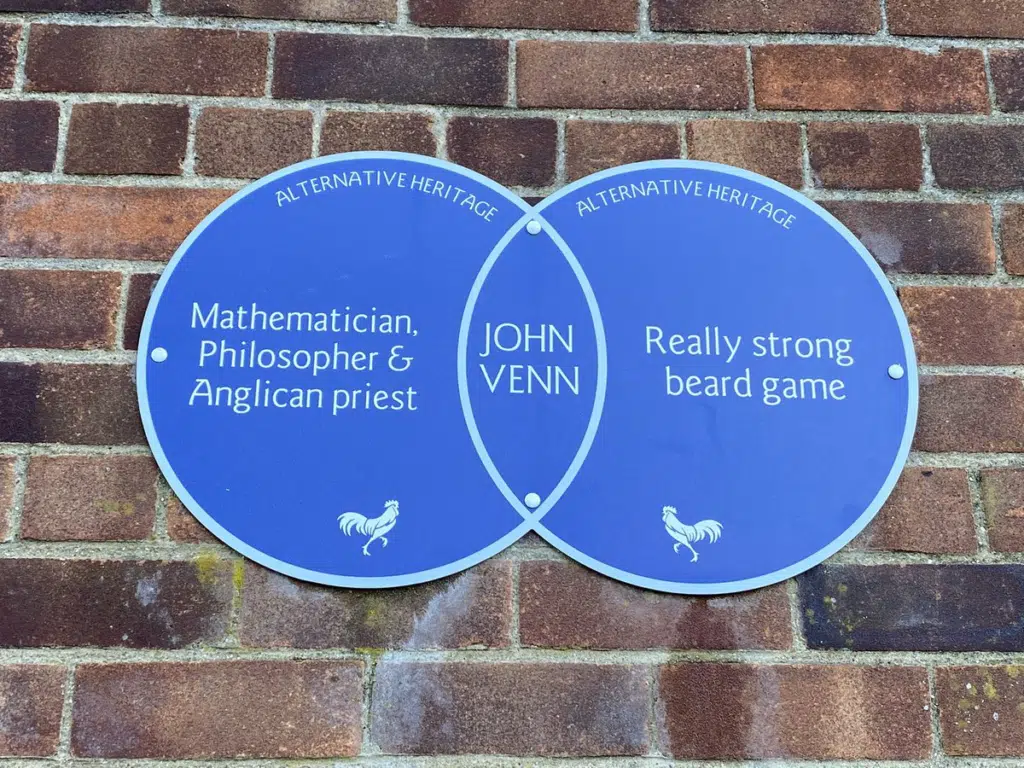 ALTERNATIVE HERITAGE
Mathematician,
Philosopher &
Anglican priest
JOHN
VENN
ALTERNATIVE HERITAGE
Really strong
beard game